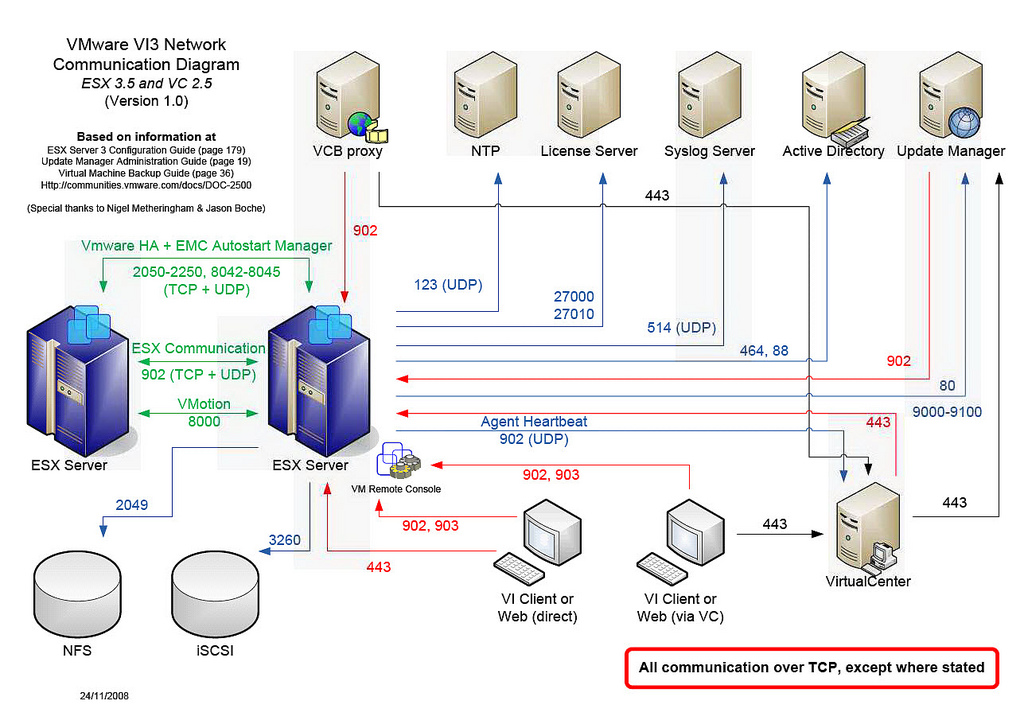 VMware VI3 Network
Communication Diagram
ESX 3.5 and VC 2.5
(Version 1.0)
Based on information at
ESX Server 3 Configuration Guide (page 179)
Update Manager Administration Guide (page 19)
Virtual Machine Backup Guide (page 36)
Http://communities.vmware.com/docs/DOC-2500
(Special thanks to Nigel Metheringham & Jason Boche)
VCB proxy
NTP
License Server
Syslog Server
Active Directory
Update Manager
443
902
Vmware HA + EMC Autostart Manager
2050-2250, 8042-8045
(TCP + UDP)
123 (UDP)
27000
27010
514 (UDP)
464, 88
902
ESX Communication
902 (TCP + UDP)
80
9000-9100
VMotion
8000
Agent Heartbeat
902 (UDP)
443
ESX Server
ESX Server
VM Remote Console
902, 903
2049
902, 903
443
443
3260
443
VirtualCenter
VI Client or
Web (direct)
VI Client or
Web (via VC)
NFS
iSCSI
All communication over TCP, except where stated
24/11/2008